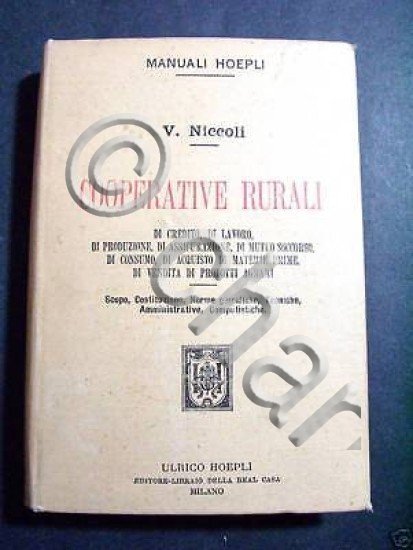 MANUALI HOEPLI
V. Niccoli
COOPERATIVE RURALI
DI CREDITO, DI LAVORO,
DI PRODUZIONE, DI ASSICURAZIONE, DI MUTUO SOCCORSO,
DI CONSUMO, DI ACQUISTO DI MATERIE PRIME,
DI VENDITA DI PRODOTTI AGRARI
Scopo, Costituzione, Norme giuridiche, Tecniche,
Amministrative, Computistiche.
ULRICO HOEPLI
EDITORE-LIBRAIO DELLA REAL CASA
MILANO
© char